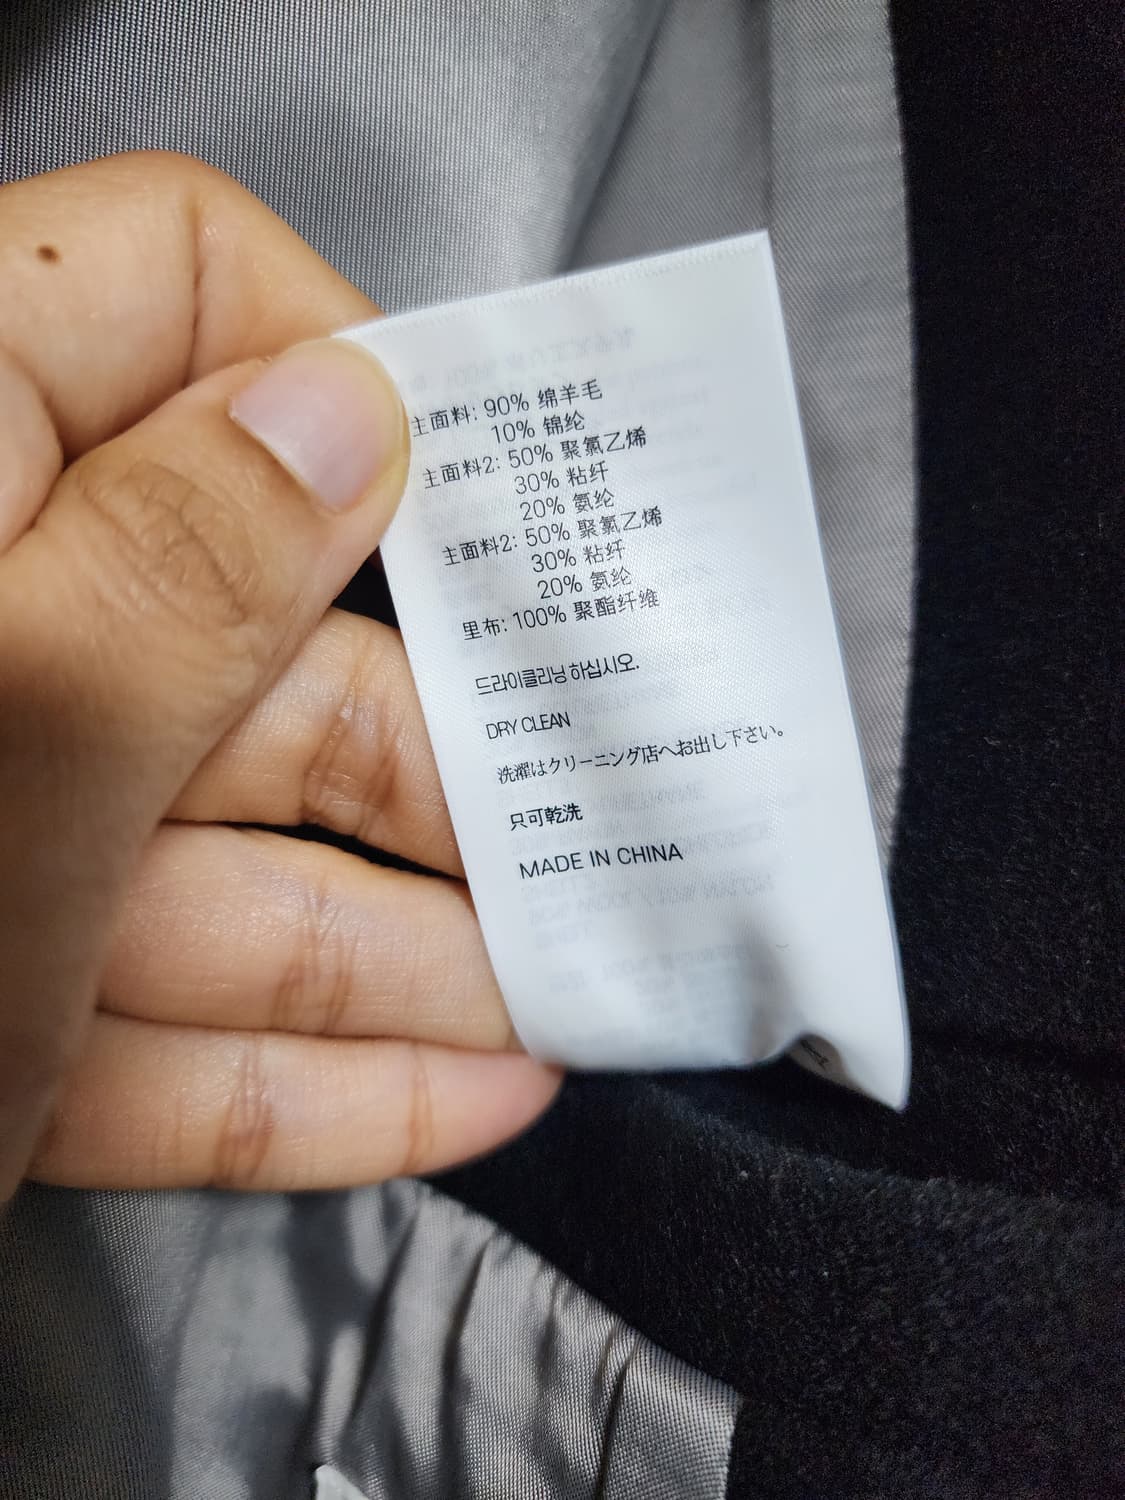 主面料: 90% 绵羊毛
10% 锦纶
主面料2: 50% 聚氯乙烯
30% 粘纤
20% 氨纶
主面料2: 50% 聚氯乙烯
30% 粘纤
20% 氨纶
里布: 100% 聚酯纤维
드라이클리닝 하십시오.
DRY CLEAN
洗濯はクリーニング店へお出し下さい。
只可乾洗
MADE IN CHINA